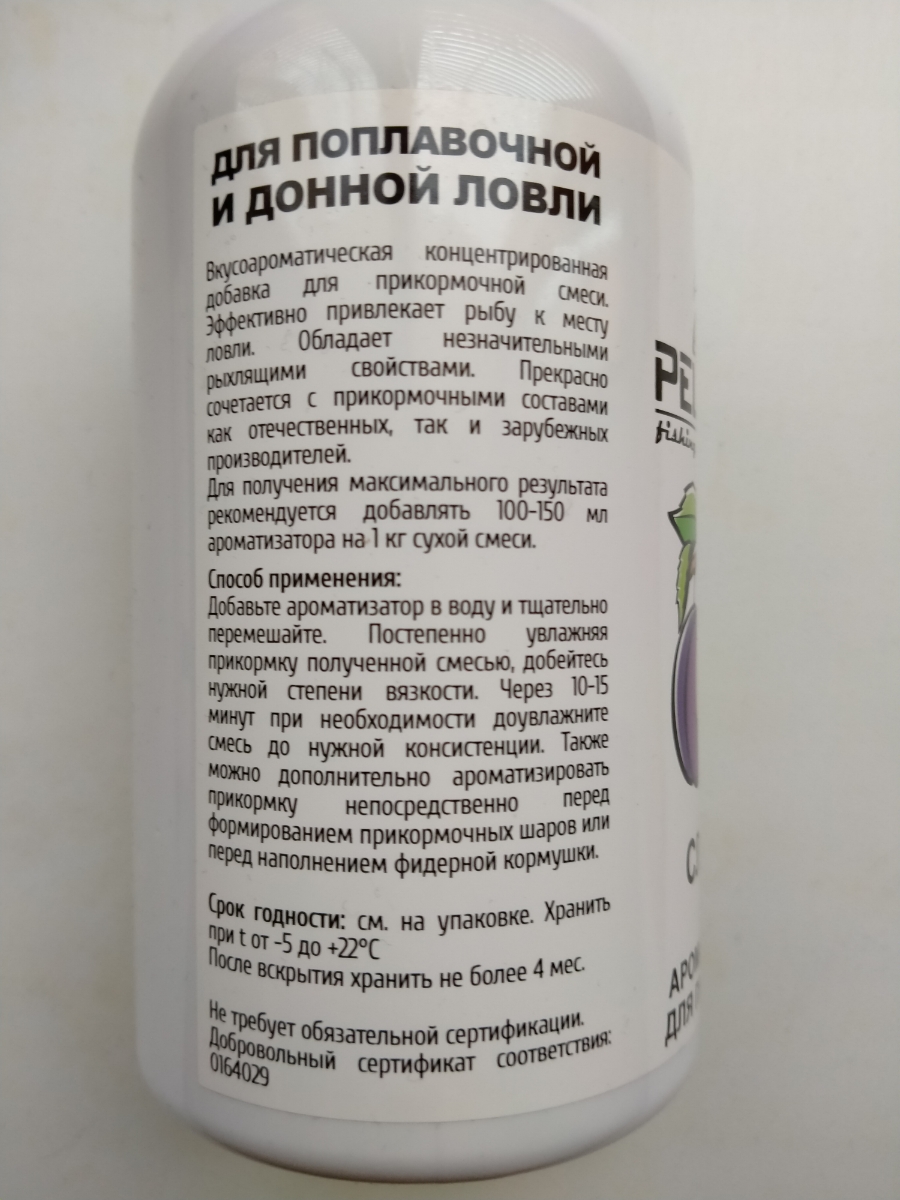 ДЛЯ ПОПЛАВОЧНОЙ
И ДОННОЙ ЛОВЛИ
Вкусоароматическая концентрированная
добавка для прикормочной смеси.
Эффективно привлекает рыбу к месту
ловли. Обладает незначительными
рыхлящими свойствами. Прекрасно
сочетается с прикормочными составами
как отечественных, так и зарубежных
производителей.
Для получения максимального результата
рекомендуется добавлять 100-150 мл
ароматизатора на 1 кг сухой смеси.
Способ применения:
Добавьте ароматизатор в воду и тщательно
перемешайте. Постепенно увлажняя
прикормку полученной смесью, добейтесь
нужной степени вязкости. Через 10-15
минут при необходимости доувлажните
смесь до нужной консистенции. Также
можно дополнительно ароматизировать
прикормку непосредственно перед
формированием прикормочных шаров или
перед наполнением фидерной кормушки.
Срок годности: см. на упаковке. Хранить
при t от -5 до +22°С
После вскрытия хранить не более 4 мес.
Не требует обязательной сертификации.
Добровольный сертификат соответствия:
0164029
fishing